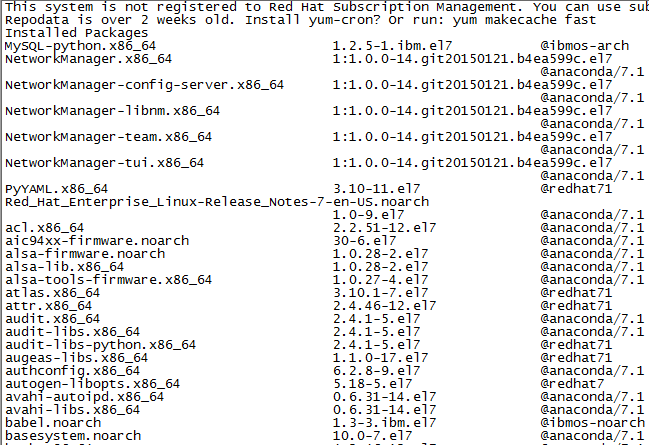 This system is not registered to Red Hat Subscription Management. You can use sub
Repodata is over 2 weeks old. Install yum-cron? Or run: yum makecache fast
Installed Packages
MySQL-python.x86_64 1.2.5-1.ibm.el7 @ibmos-arch
NetworkManager.x86_64 1:1.0.0-14.git20150121.b4ea599c.el7
@anaconda/7.1
NetworkManager-config-server.x86_64 1:1.0.0-14.git20150121.b4ea599c.el7
@anaconda/7.1
NetworkManager-libnm.x86_64 1:1.0.0-14.git20150121.b4ea599c.el7
@anaconda/7.1
NetworkManager-team.x86_64 1:1.0.0-14.git20150121.b4ea599c.el7
@anaconda/7.1
NetworkManager-tui.x86_64 1:1.0.0-14.git20150121.b4ea599c.el7
@anaconda/7.1
PyYAML.x86_64 3.10-11.el7 @redhat71
Red_Hat_Enterprise_Linux-Release_Notes-7-en-US.noarch
1.0-9.el7 @anaconda/7.1
acl.x86_64 2.2.51-12.el7 @anaconda/7.1
aic94xx-firmware.noarch 30-6.el7 @anaconda/7.1
alsa-firmware.noarch 1.0.28-2.el7 @anaconda/7.1
alsa-lib.x86_64 1.0.28-2.el7 @anaconda/7.1
alsa-tools-firmware.x86_64 1.0.27-4.el7 @anaconda/7.1
atlas.x86_64 3.10.1-7.el7 @redhat71
attr.x86_64 2.4.46-12.el7 @redhat71
audit.x86_64 2.4.1-5.el7 @anaconda/7.1
audit-libs.x86_64 2.4.1-5.el7 @anaconda/7.1
audit-libs-python.x86_64 2.4.1-5.el7 @redhat71
augeas-libs.x86_64 1.1.0-17.el7 @redhat71
authconfig.x86_64 6.2.8-9.el7 @anaconda/7.1
autogen-libopts.x86_64 5.18-5.el7 @redhat7
avahi-autoipd.x86_64 0.6.31-14.el7 @anaconda/7.1
avahi-libs.x86_64 0.6.31-14.el7 @anaconda/7.1
babel.noarch 1.3-3.ibm.el7 @ibmos-noarch
basesystem.noarch 10.0-7.el7 @anaconda/7.1